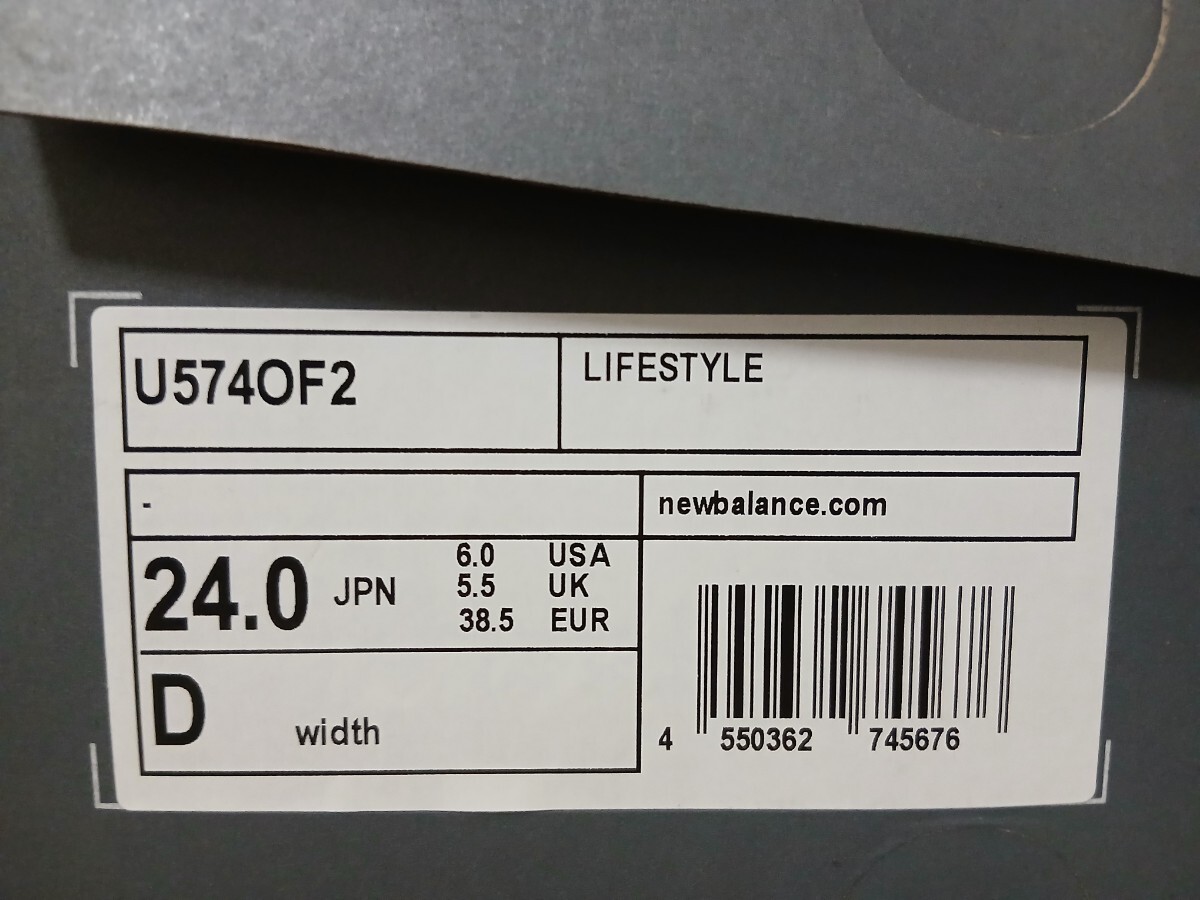 U574OF2
LIFESTYLE
-
newbalance.com
24.0 JPN
6.0 USA
5.5 UK
38.5 EUR
D width
4 550362 745676